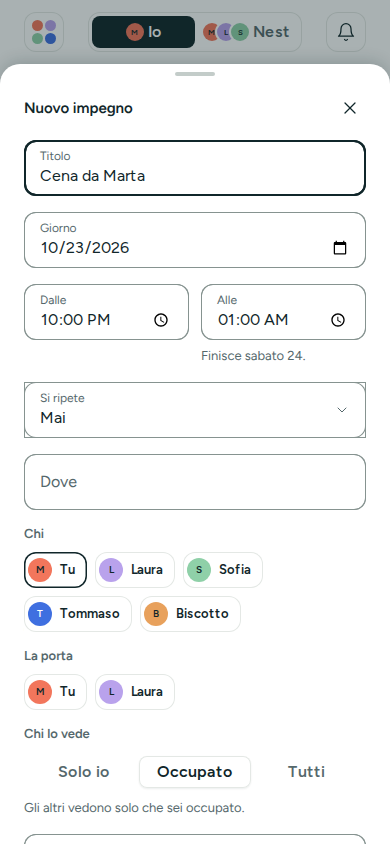 M Io M L S Nest
Nuovo impegno
Titolo
Cena da Marta
Giorno
10/23/2026
Dalle Alle
10:00 PM 01:00 AM
Finisce sabato 24.
Si ripete
Mai
Dove
Chi
M Tu L Laura S Sofia
T Tommaso B Biscotto
La porta
M Tu L Laura
Chi lo vede
Solo io Occupato Tutti
Gli altri vedono solo che sei occupato.